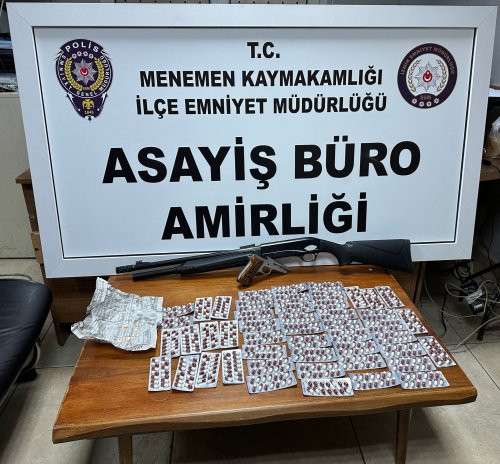 POLİS
T.C.
MENEMEN KAYMAKAMLIĞI
İLÇE EMNİYET MÜDÜRLÜĞÜ
ASAYİŞ BÜRO
AMİRLİĞİ